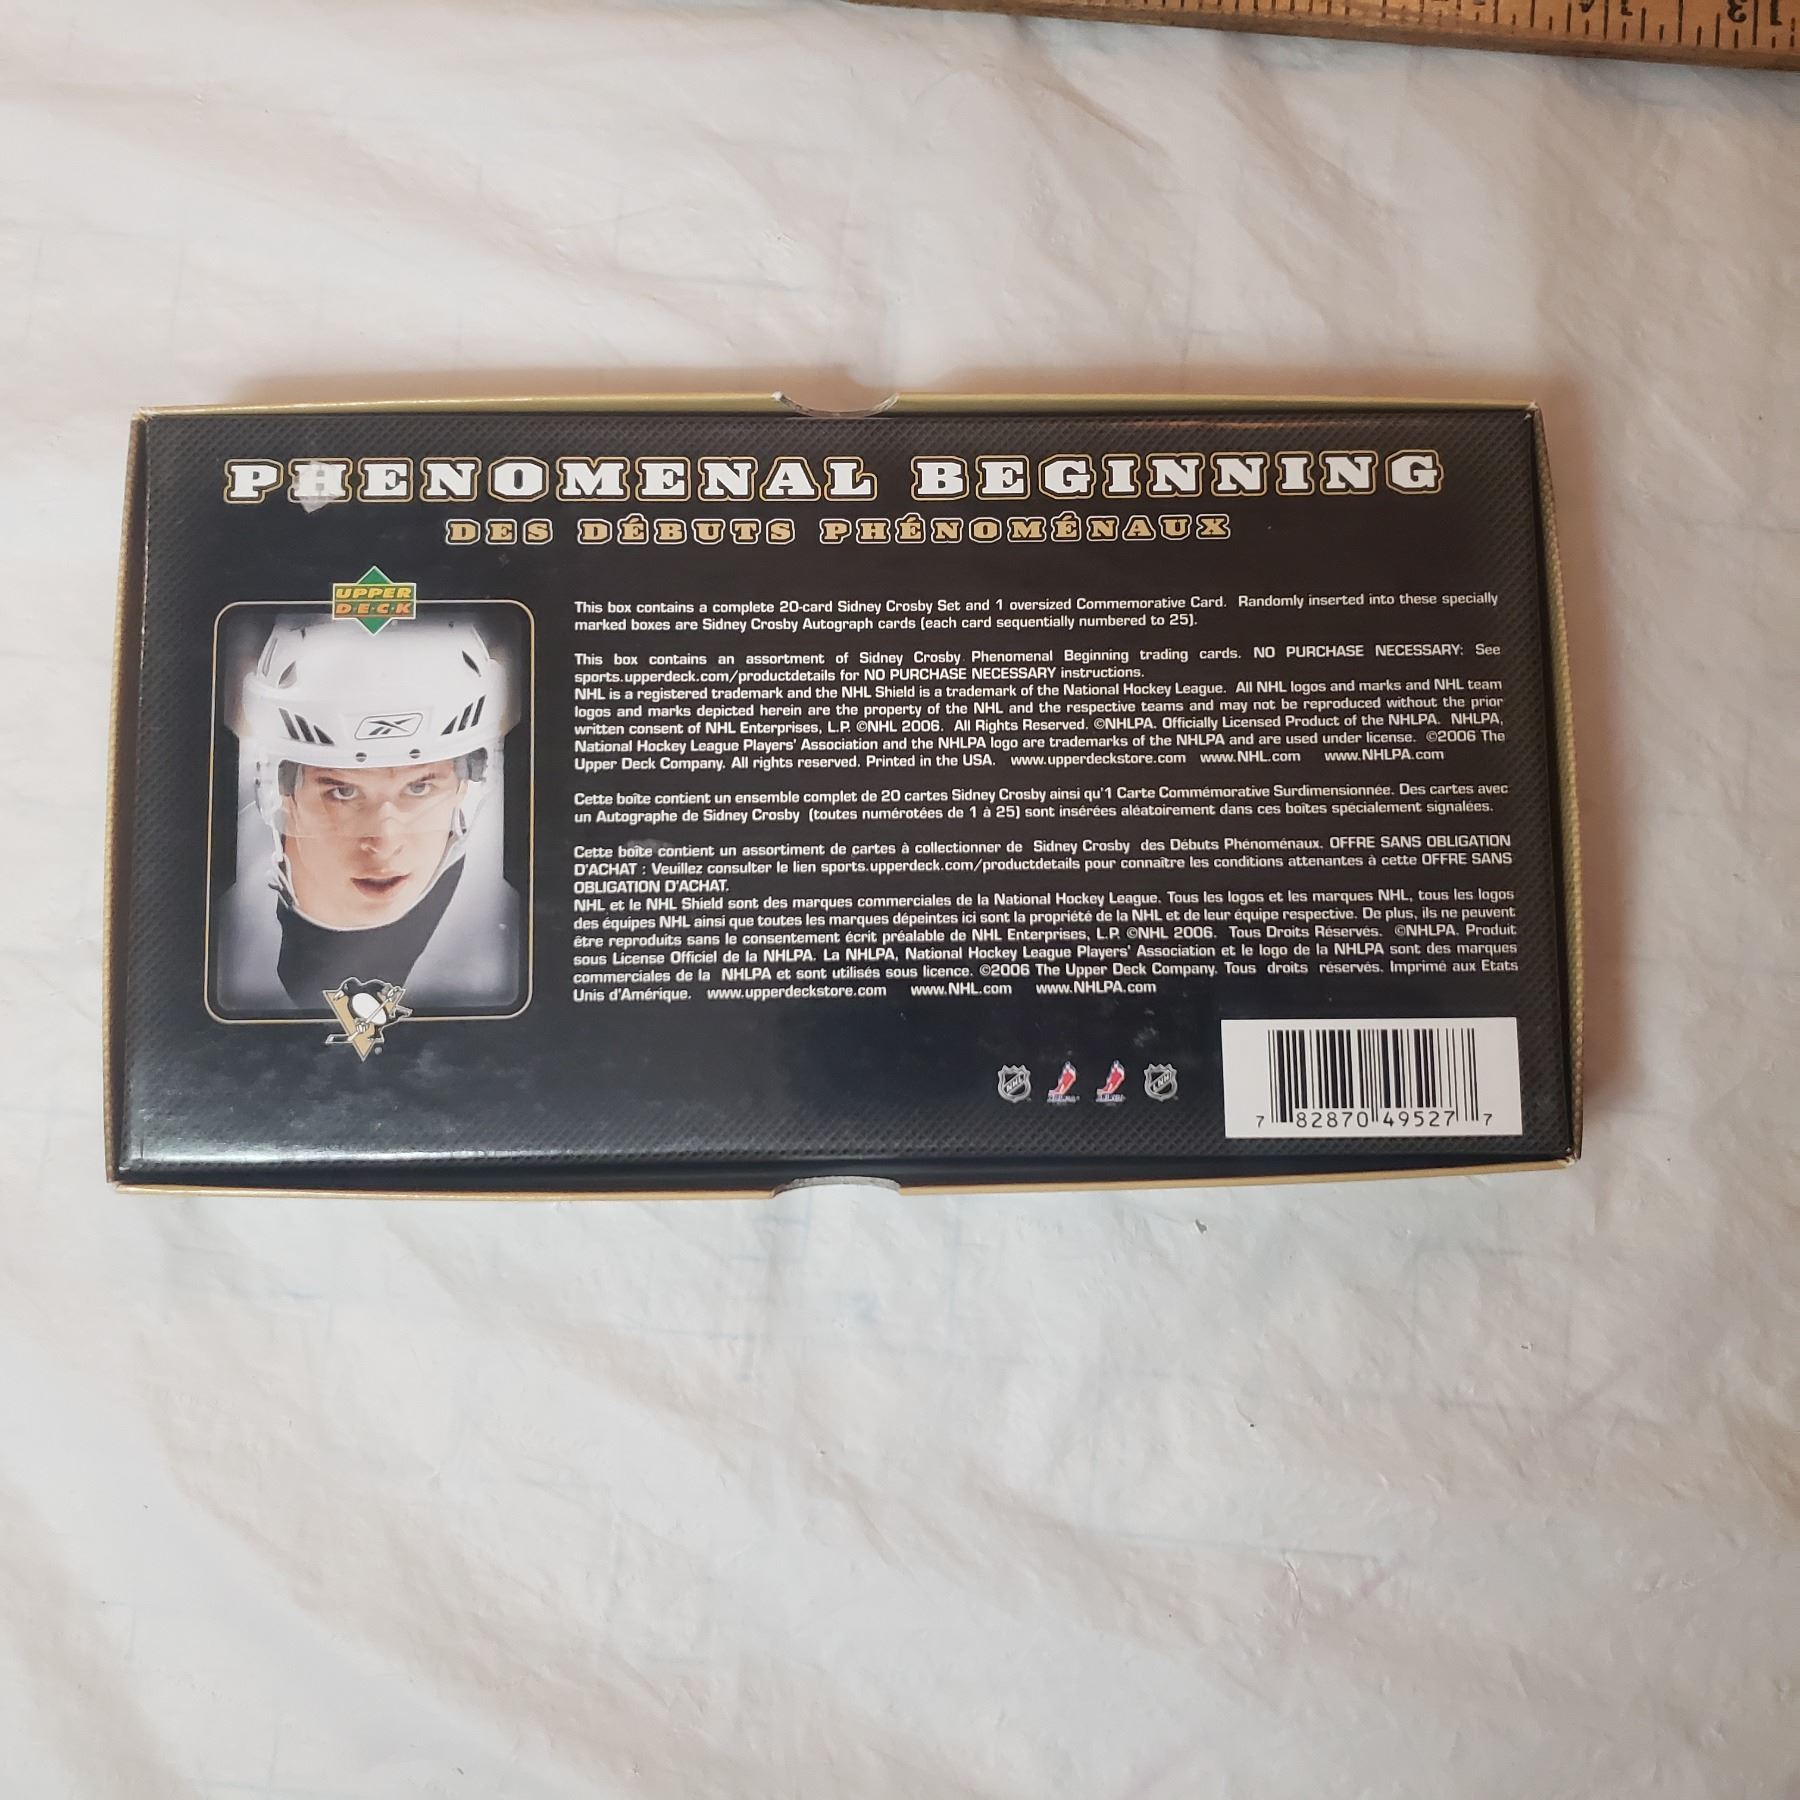 PHENOMENAL BEGINNING
DES DÉBUTS PHÉNOMÉNAUX
UPPER
D·E·C·K
This box contains a complete 20-card Sidney Crosby Set and 1 oversized Commemorative Card. Randomly inserted into these specially
marked boxes are Sidney Crosby Autograph cards (each card sequentially numbered to 25).
This box contains an assortment of Sidney Crosby Phenomenal Beginning trading cards. NO PURCHASE NECESSARY: See
sports.upperdeck.com/productdetails for NO PURCHASE NECESSARY instructions.
NHL is a registered trademark and the NHL Shield is a trademark of the National Hockey League. All NHL logos and marks and NHL team
logos and marks depicted herein are the property of the NHL and the respective teams and may not be reproduced without the prior
written consent of NHL Enterprises, L.P. ©NHL 2006. All Rights Reserved. ©NHLPA. Officially Licensed Product of the NHLPA. NHLPA,
National Hockey League Players' Association and the NHLPA logo are trademarks of the NHLPA and are used under license. ©2006 The
Upper Deck Company. All rights reserved. Printed in the USA. www.upperdeckstore.com www.NHL.com www.NHLPA.com
Cette boîte contient un ensemble complet de 20 cartes Sidney Crosby ainsi qu'1 Carte Commémorative Surdimensionnée. Des cartes avec
un Autographe de Sidney Crosby (toutes numérotées de 1 à 25) sont insérées aléatoirement dans ces boîtes spécialement signalées.
Cette boîte contient un assortiment de cartes à collectionner de Sidney Crosby des Débuts Phénoménaux. OFFRE SANS OBLIGATION
D'ACHAT : Veuillez consulter le lien sports.upperdeck.com/productdetails pour connaître les conditions attenantes à cette OFFRE SANS
OBLIGATION D'ACHAT.
NHL et le NHL Shield sont des marques commerciales de la National Hockey League. Tous les logos et les marques NHL, tous les logos
des équipes NHL ainsi que toutes les marques dépeintes ici sont la propriété de la NHL et de leur équipe respective. De plus, ils ne peuvent
être reproduits sans le consentement écrit préalable de NHL Enterprises, L.P. ©NHL 2006. Tous Droits Réservés. ©NHLPA. Produit
sous License Officiel de la NHLPA. La NHLPA, National Hockey League Players' Association et le logo de la NHLPA sont des marques
commerciales de la NHLPA et sont utilisés sous licence. ©2006 The Upper Deck Company. Tous droits réservés. Imprimé aux Etats
Unis d'Amérique. www.upperdeckstore.com www.NHL.com www.NHLPA.com
NHL
LNH
7 82870 49527 7